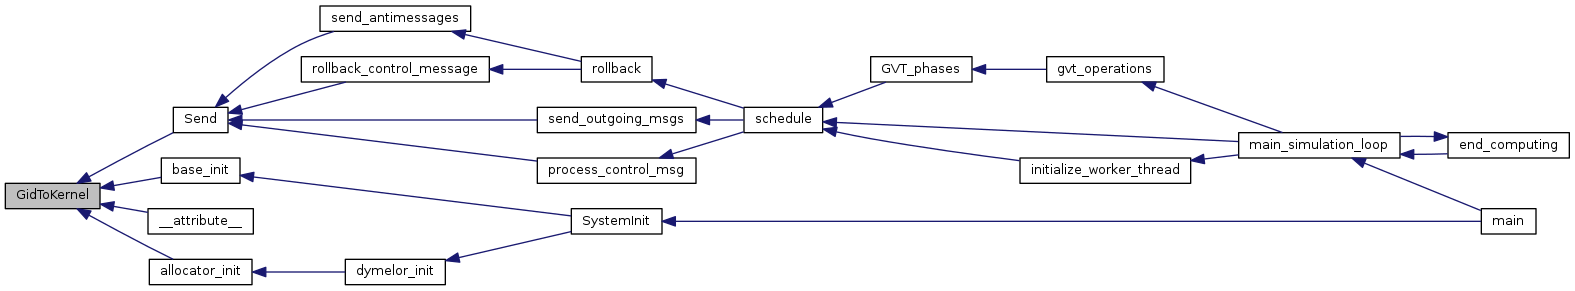 send_antimessages
rollback_control_message
rollback
GVT_phases
gvt_operations
Send
send_outgoing_msgs
schedule
main_simulation_loop
end_computing
base_init
process_control_msg
initialize_worker_thread
GidToKernel
__attribute__
SystemInit
main
allocator_init
dymelor_init